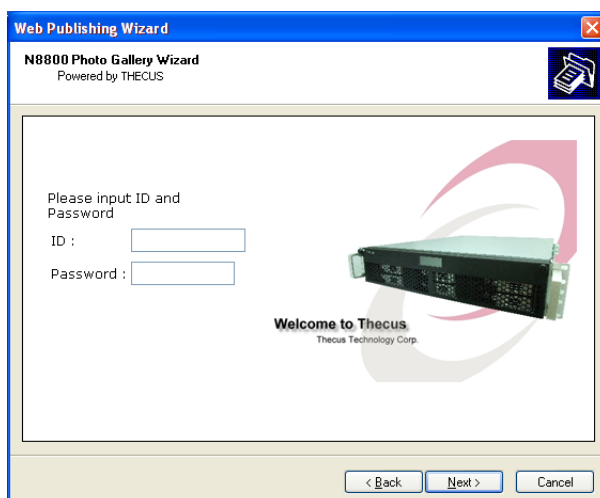 Web Publishing Wizard
N8800 Photo Gallery Wizard
Powered by THECUS
Please input ID and
Password
ID :
Password :
Welcome to Thecus
Thecus Technology Corp.
< Back
Next >
Cancel